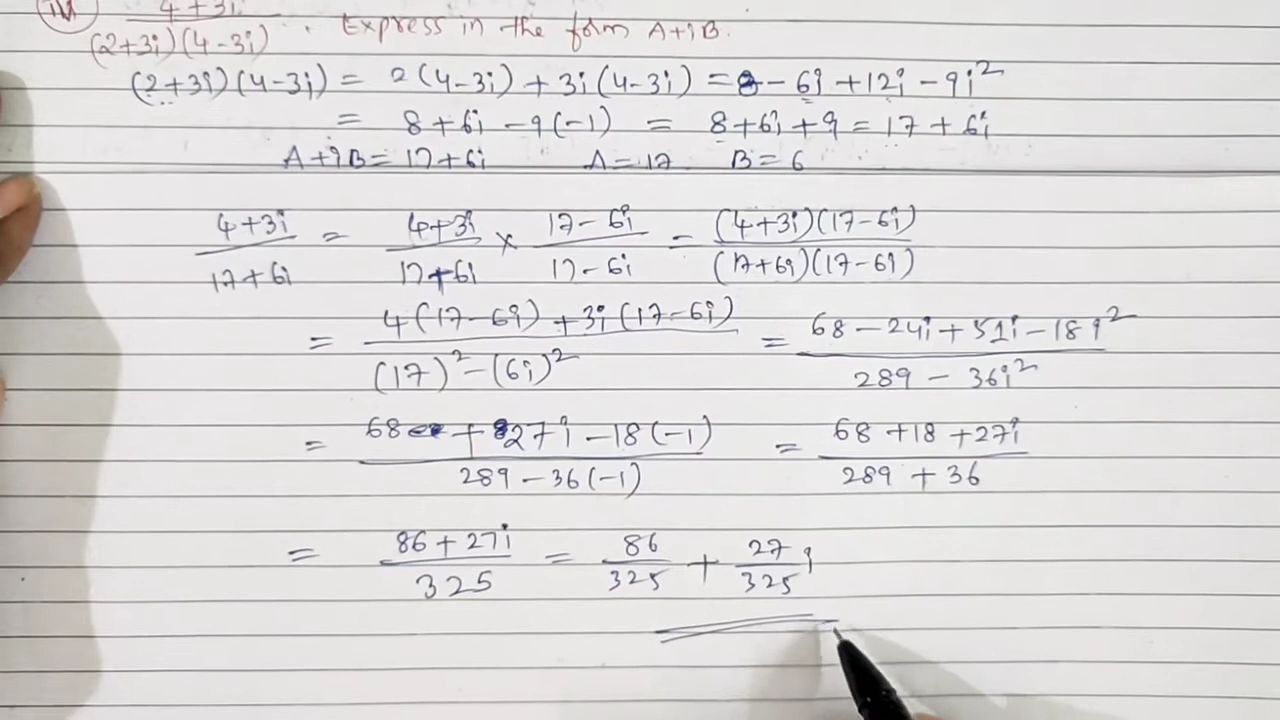 4+3i
(2+3i)(4-3i) . Express in the form A+iB.
(2+3i)(4-3i) = 2(4-3i) + 3i(4-3i) = 8 - 6i + 12i - 9i²
= 8+6i - 9(-1) = 8+6i+9 = 17 + 6i
A+iB = 17+6i A=17 B=6
4+3i / 17+6i = 4+3i / 17+6i × 17-6i / 17-6i = (4+3i)(17-6i) / (17+6i)(17-6i)
= 4(17-6i) + 3i(17-6i) / (17)² - (6i)² = 68 - 24i + 51i - 18i² / 289 - 36i²
= 68 + 27i - 18(-1) / 289 - 36(-1) = 68 + 18 + 27i / 289 + 36
= 86 + 27i / 325 = 86 / 325 + 27 / 325 i